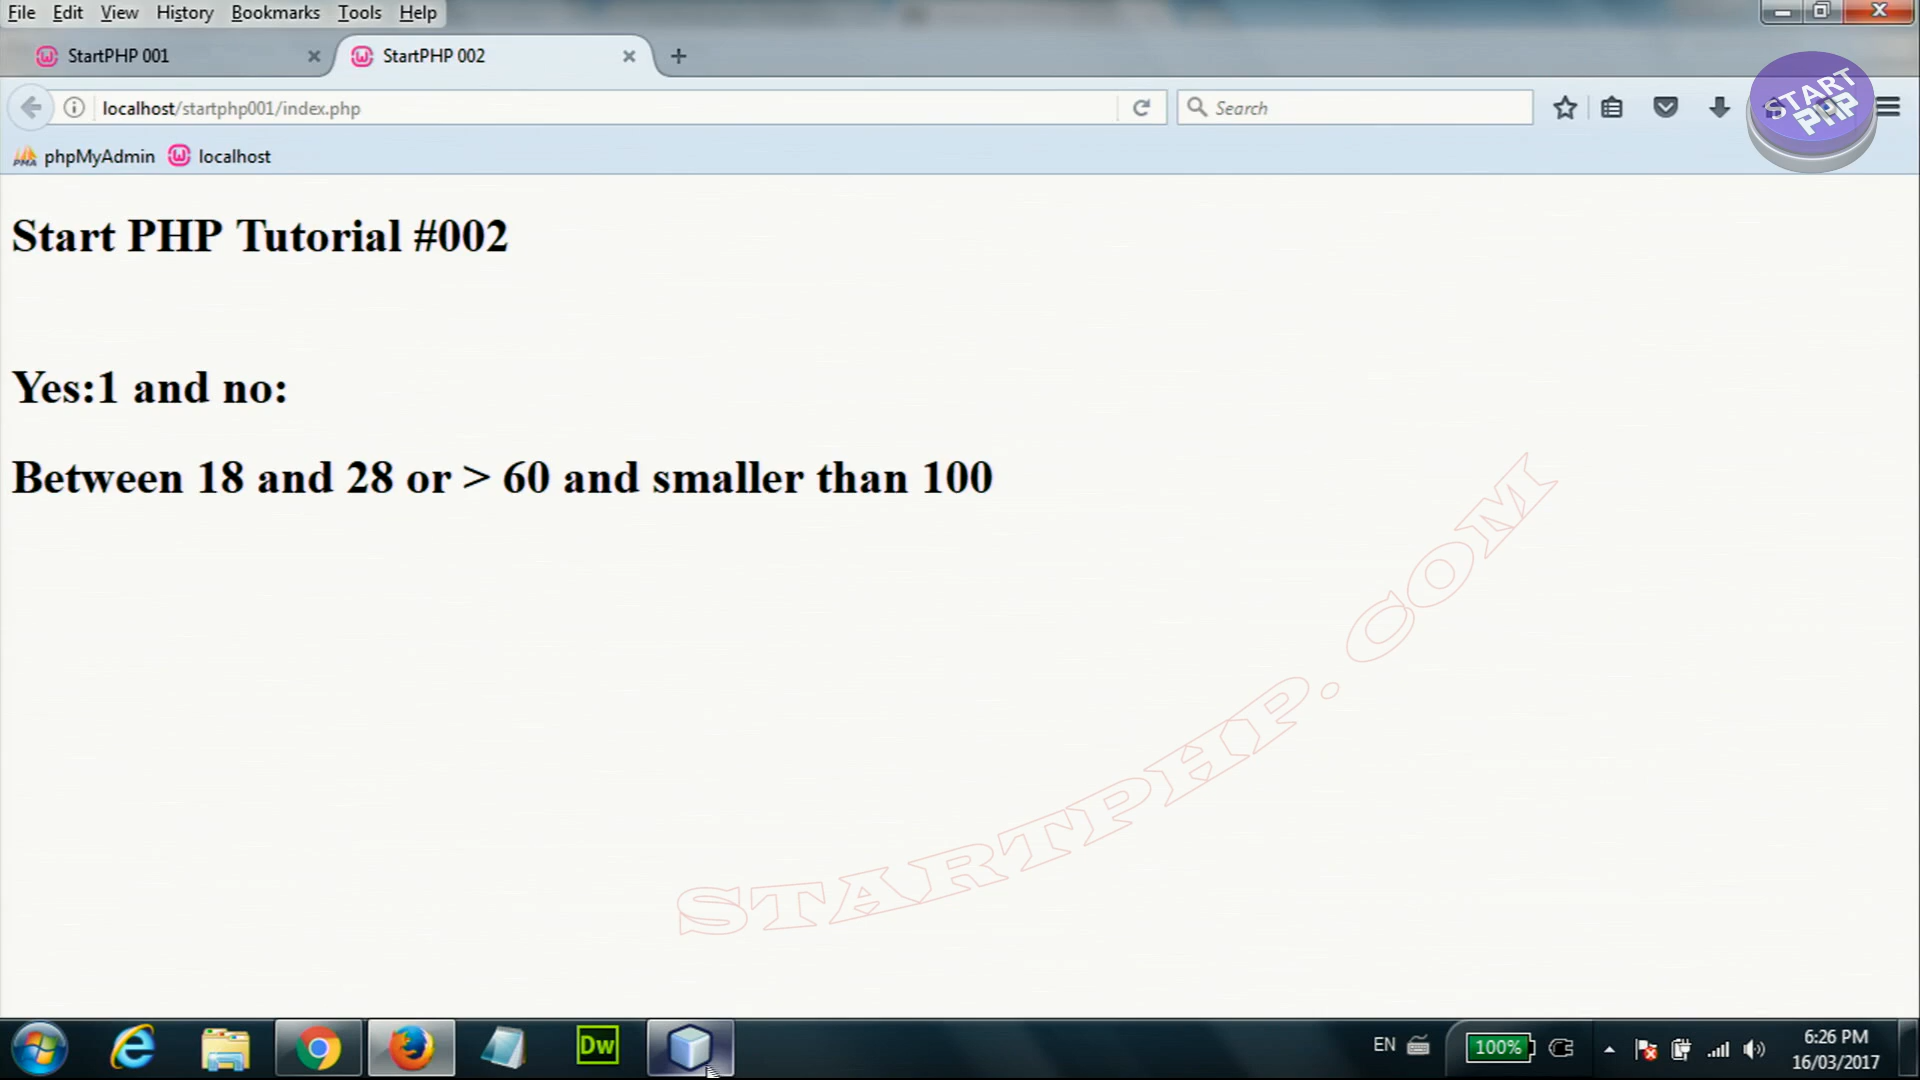 File Edit View History Bookmarks Tools Help
StartPHP 001
StartPHP 002
START PHP
localhost/startphp001/index.php
Search
phpMyAdmin
localhost
Start PHP Tutorial #002
Yes:1 and no:
Between 18 and 28 or > 60 and smaller than 100
STARTPHP.COM
Dw
EN
100%
6:26 PM
16/03/2017